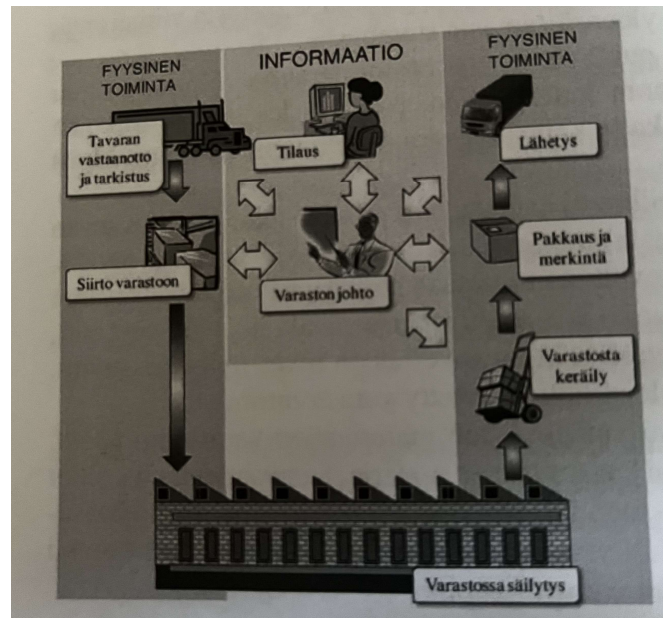 FYYSINEN
TOIMINTA
INFORMAATIO
FYYSINEN
TOIMINTA
Tavaran
vastaanotto
ja tarkistus
Tilaus
Lähetys
Siirto varastoon
Varaston johto
Pakkaus ja
merkintä
Varastosta
keräily
Varastossa säilytys